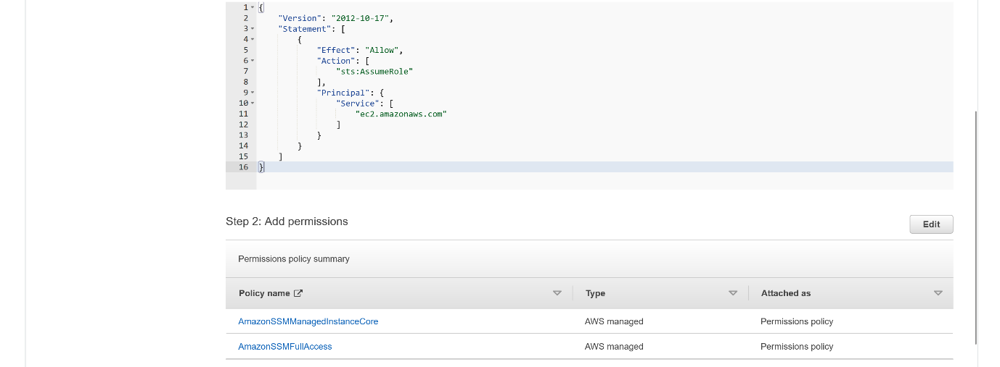 1 {
2 "Version": "2012-10-17",
3 "Statement": [
4 {
5 "Effect": "Allow",
6 "Action": [
7 "sts:AssumeRole"
8 ],
9 "Principal": {
10 "Service": [
11 "ec2.amazonaws.com"
12 ]
13 }
14 }
15 ]
16 }
Step 2: Add permissions
Edit
Permissions policy summary
Policy name Type Attached as
AmazonSSMManagedInstanceCore AWS managed Permissions policy
AmazonSSMFullAccess AWS managed Permissions policy